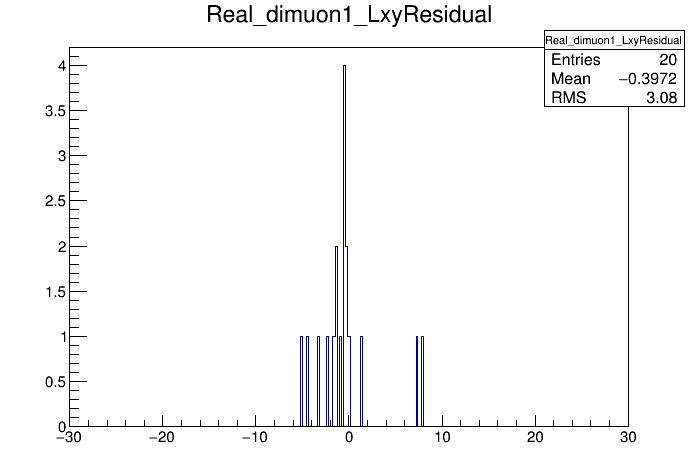 Real_dimuon1_LxyResidual
Real_dimuon1_LxyResidual
Entries 20
Mean −0.3972
RMS 3.08
4
3.5
3
2.5
2
1.5
1
0.5
0
−30 −20 −10 0 10 20 30